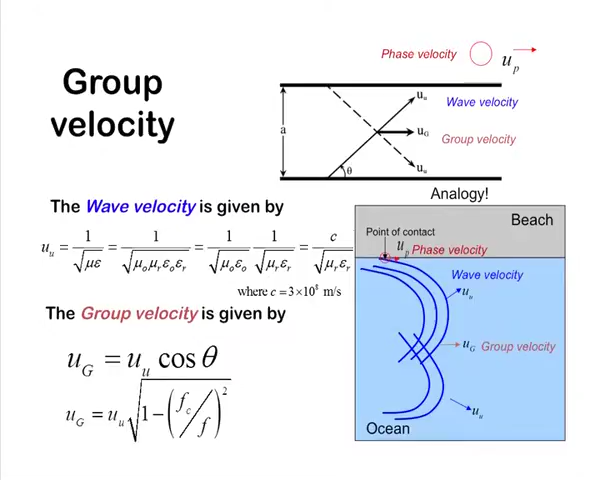 Group
velocity
Phase velocity
u_p
u_u
Wave velocity
a
u_G
Group velocity
θ
u_u
Analogy!
The Wave velocity is given by
u_u = 1/√(με) = 1/√(μ_o μ_r ε_o ε_r) = 1/√(μ_o ε_o) 1/√(μ_r ε_r) = c/√(μ_r ε_r)
where c = 3×10⁸ m/s
The Group velocity is given by
u_G = u_u cos θ
u_G = u_u √(1−(f_c/f)²)
Beach
Point of contact
u_p Phase velocity
Wave velocity
u_u
u_G Group velocity
u_u
Ocean